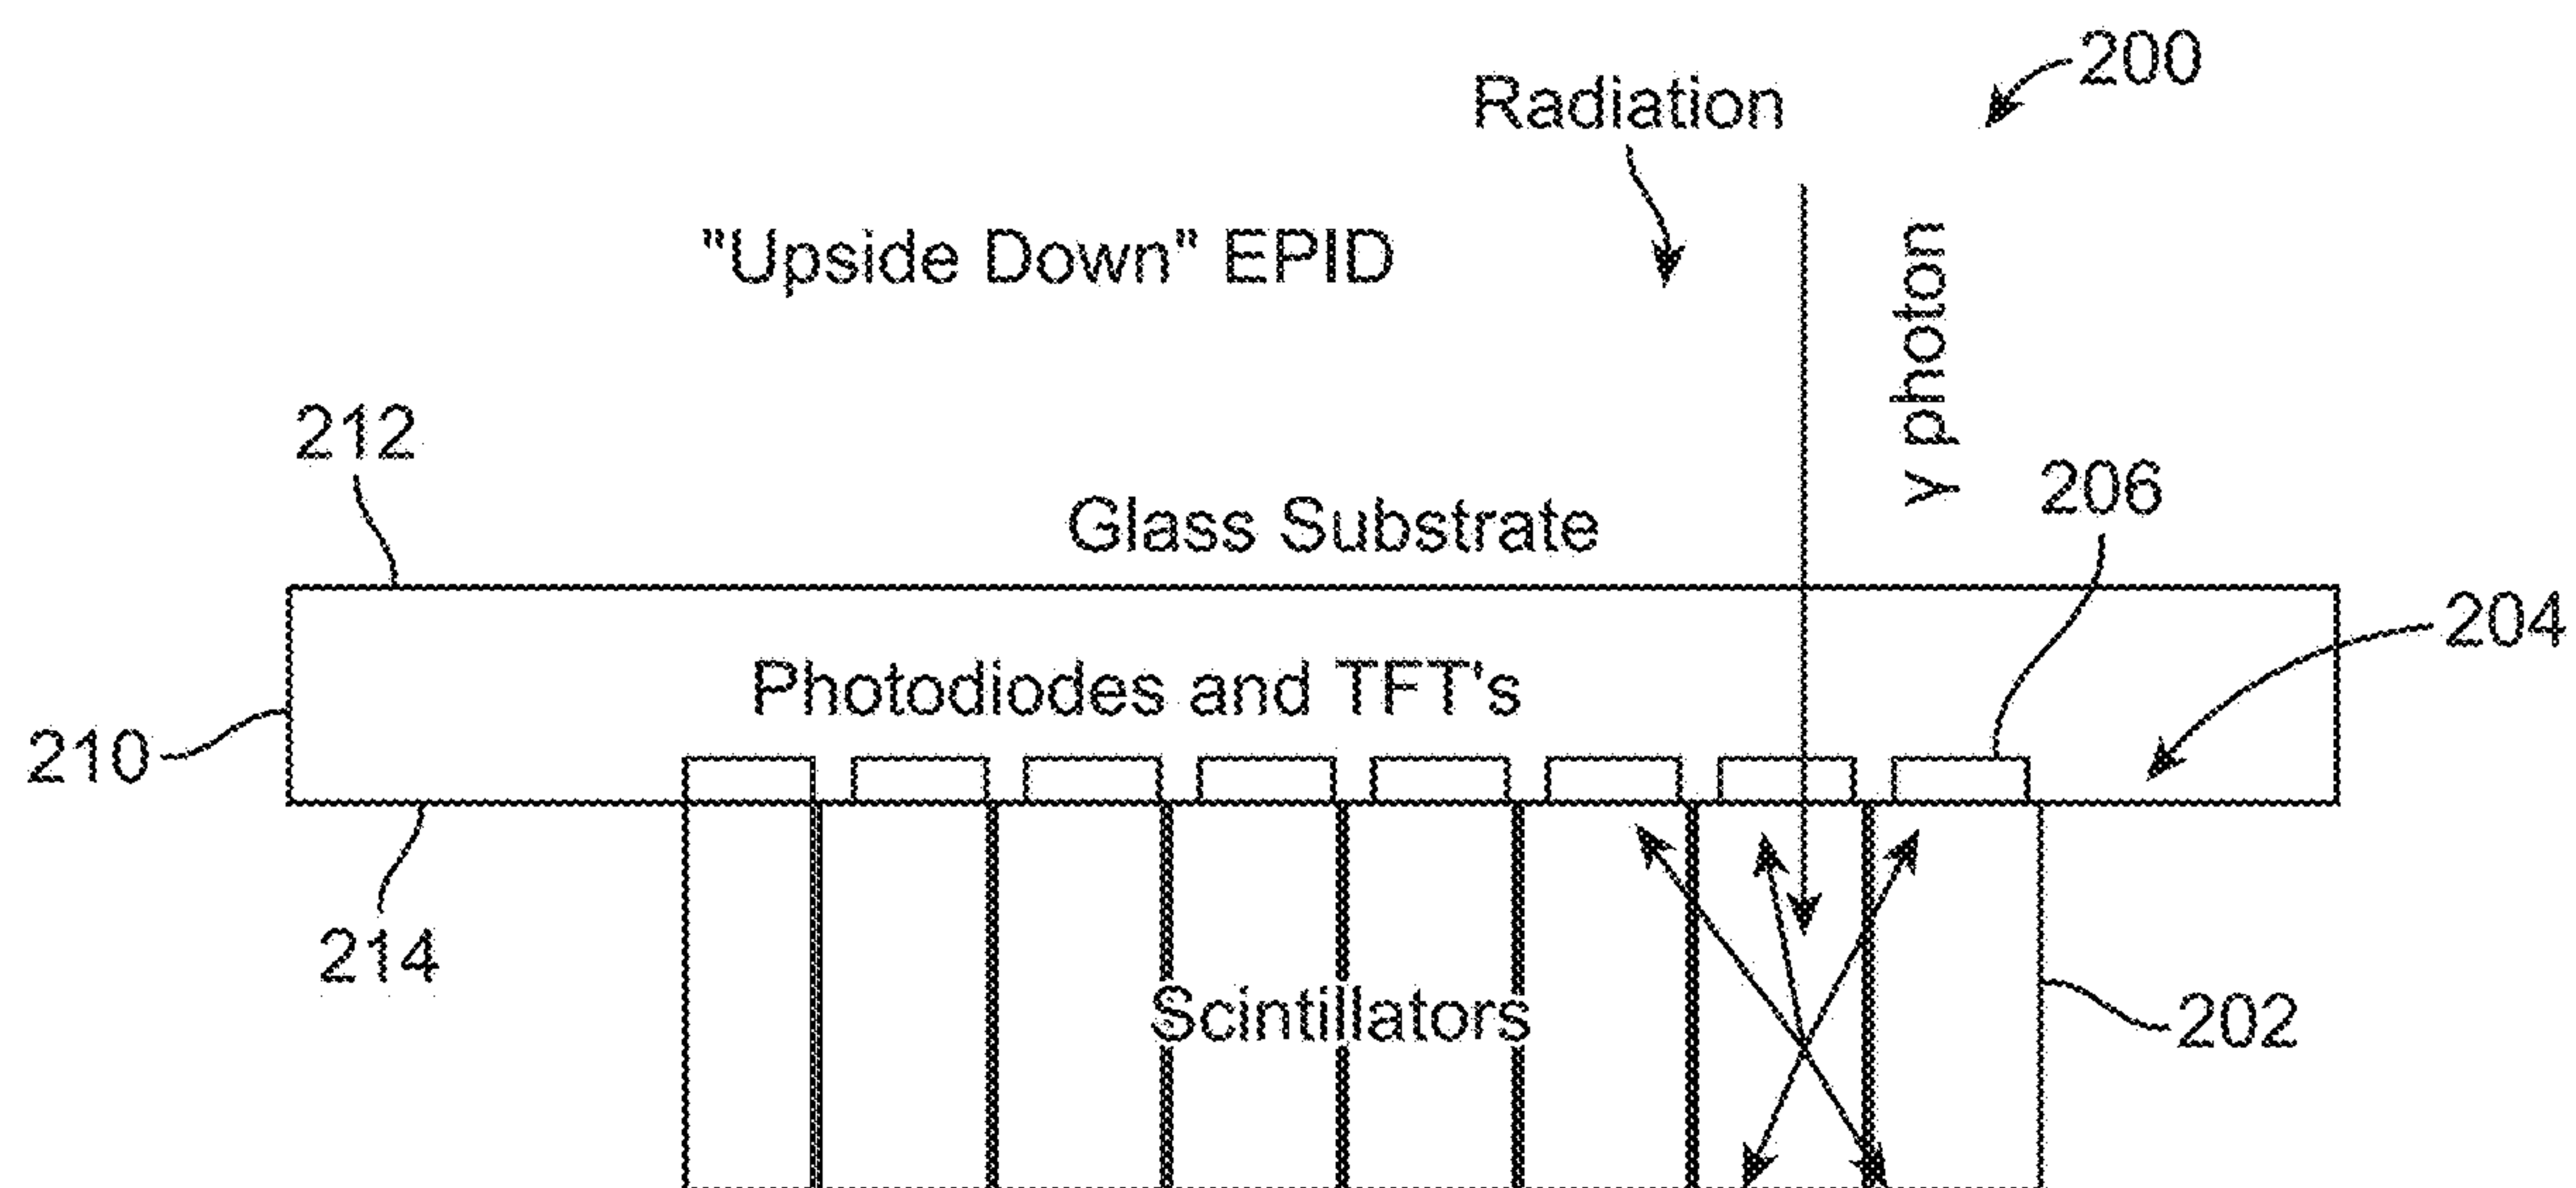 200
Radiation
"Upside Down" EPID
γ photon
212
206
Glass Substrate
204
Photodiodes and TFT's
210
214
Scintillators
202